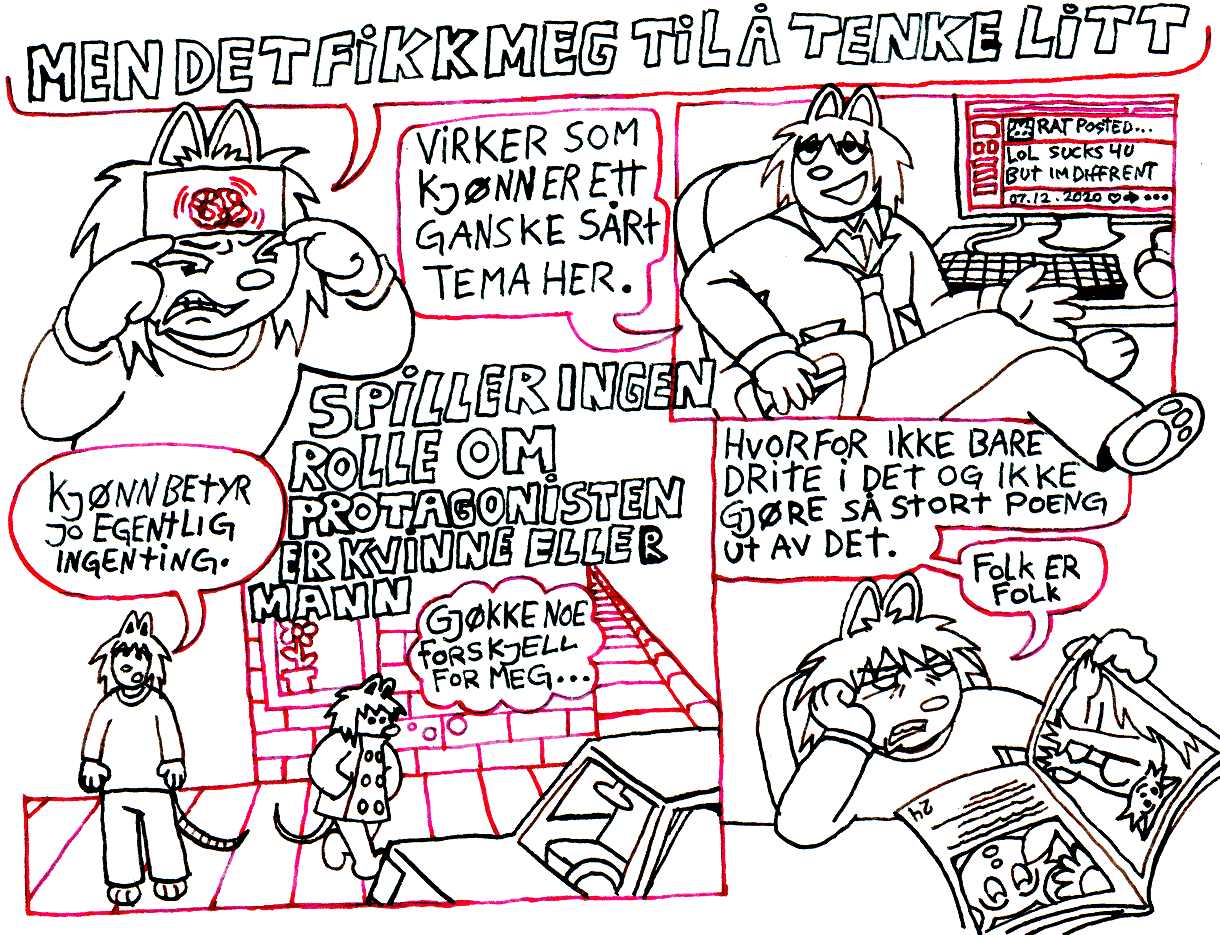 MEN DET FIKK MEG TIL Å TENKE LITT
VIRKER SOM
KJØNN ER ETT
GANSKE SÅRT
TEMA HER.
RAT POSTED...
LOL SUCKS 4U
BUT IM DIFFRENT
07.12.2020
SPILLER INGEN
ROLLE OM
PROTAGONISTEN
ER KVINNE ELLER
MANN
KJØNN BETYR
JO EGENTLIG
INGENTING.
GJØKKE NOE
FORSKJELL
FOR MEG...
HVORFOR IKKE BARE
DRITE I DET OG IKKE
GJØRE SÅ STORT POENG
UT AV DET.
FOLK ER
FOLK
24